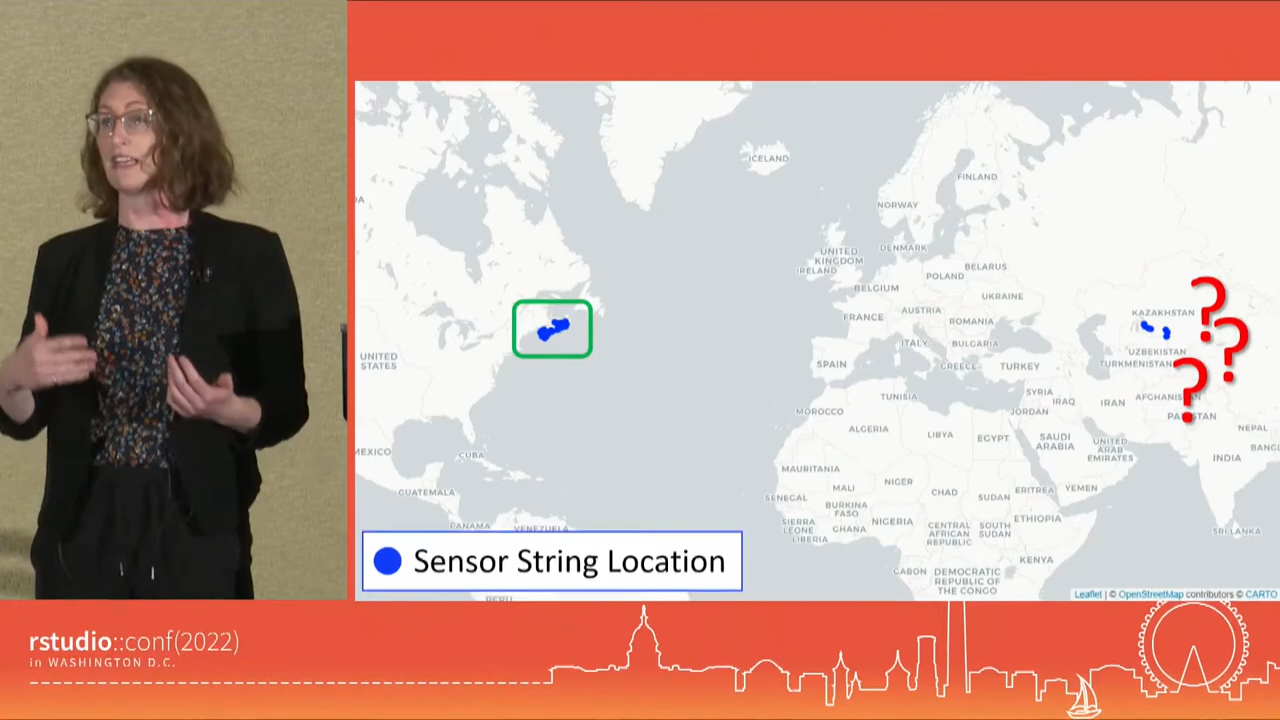 ICELAND
FINLAND
NORWAY
DENMARK
UNITED
KINGDOM
IRELAND
BELARUS
POLAND
BELGIUM
UKRAINE
FRANCE
AUSTRIA
ROMANIA
KAZAKHSTAN
?
?
?
ITALY
BULGARIA
UZBEKISTAN
TURKMENISTAN
UNITED
STATES
SPAIN
GREECE
TURKEY
TUNISIA
SYRIA
IRAQ
IRAN
AFGHANISTAN
MOROCCO
JORDAN
PAKISTAN
ALGERIA
LIBYA
EGYPT
SAUDI
ARABIA
UNITED
ARAB
EMIRATES
NEPAL
BANGL
INDIA
MEXICO
CUBA
MAURITANIA
MALI
NIGER
CHAD
SUDAN
ERITREA
YEMEN
GUATEMALA
SENEGAL
BURKINA
FASO
PANAMA
VENEZUELA
SIERRA
LEONE
LIBERIA
GHANA
NIGERIA
CENTRAL
AFRICAN
REPUBLIC
SOUTH
SUDAN
ETHIOPIA
SRI LANKA
KENYA
GABON
DEMOCRATIC
REPUBLIC OF
THE CONGO
PERU
Sensor String Location
Leaflet | © OpenStreetMap contributors © CARTO
rstudio::conf(2022)
in WASHINGTON D.C.